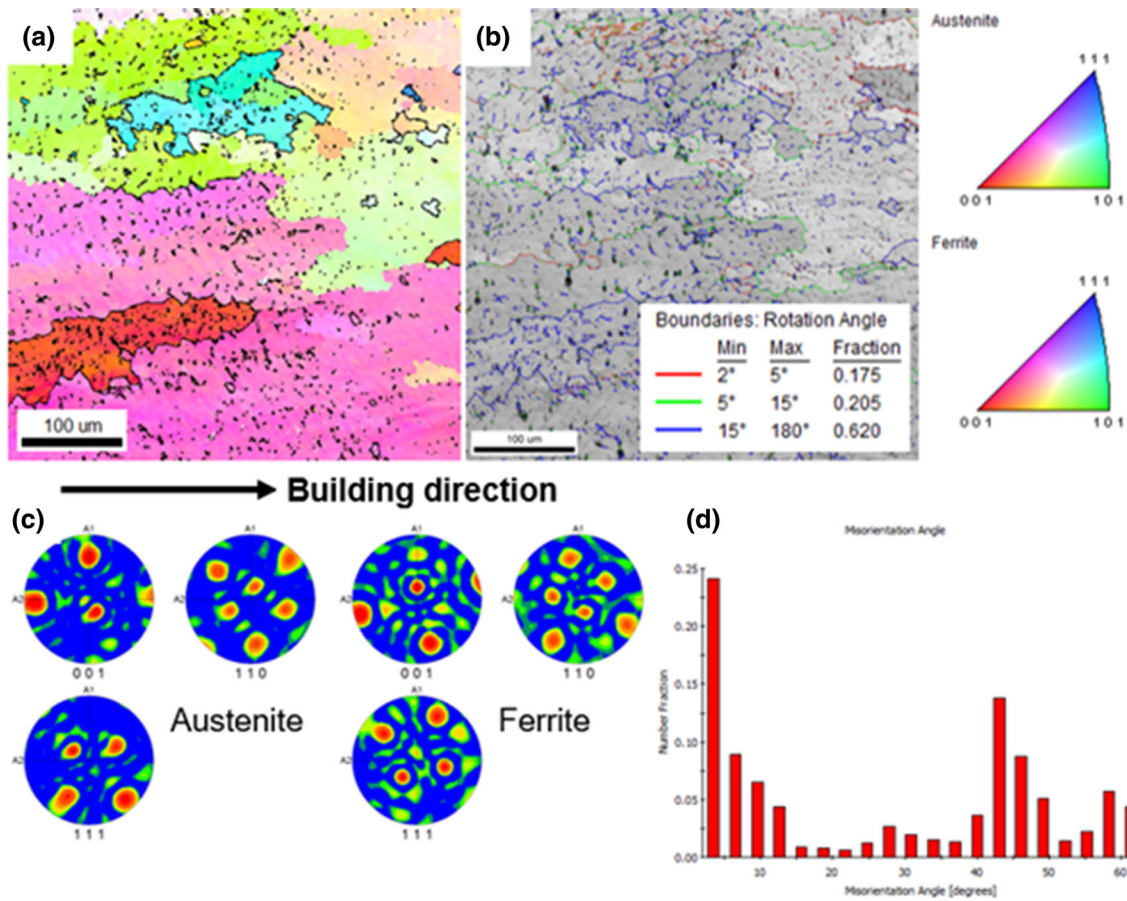 (a)
100 um
(b)
Boundaries: Rotation Angle
Min Max Fraction
2° 5° 0.175
5° 15° 0.205
15° 180° 0.620
100 um
Austenite
1 1 1
0 0 1 1 0 1
Ferrite
1 1 1
0 0 1 1 0 1
Building direction
(c)
A1 A1 A1 A1
A2 A2 A2 A2
0 0 1 1 1 0 0 0 1 1 1 0
A1 A1
A2 A2
Austenite Ferrite
1 1 1 1 1 1
(d)
Misorientation Angle
Number Fraction
0.25
0.20
0.15
0.10
0.05
0.00
10 20 30 40 50 60
Misorientation Angle [degrees]